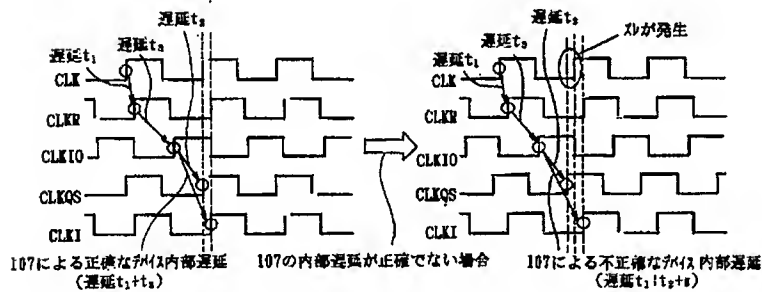 遅延t₂
遅延t₃
遅延t₁
CLK
CLKR
CLKIO
CLKQS
CLKI
107による正確なデバイス内部遅延
(遅延t₁+t₃)
107の内部遅延が正確でない場合
遅延t₂
遅延t₃
遅延t₁
ズレが発生
CLK
CLKR
CLKIO
CLKQS
CLKI
107による不正確なデバイス内部遅延